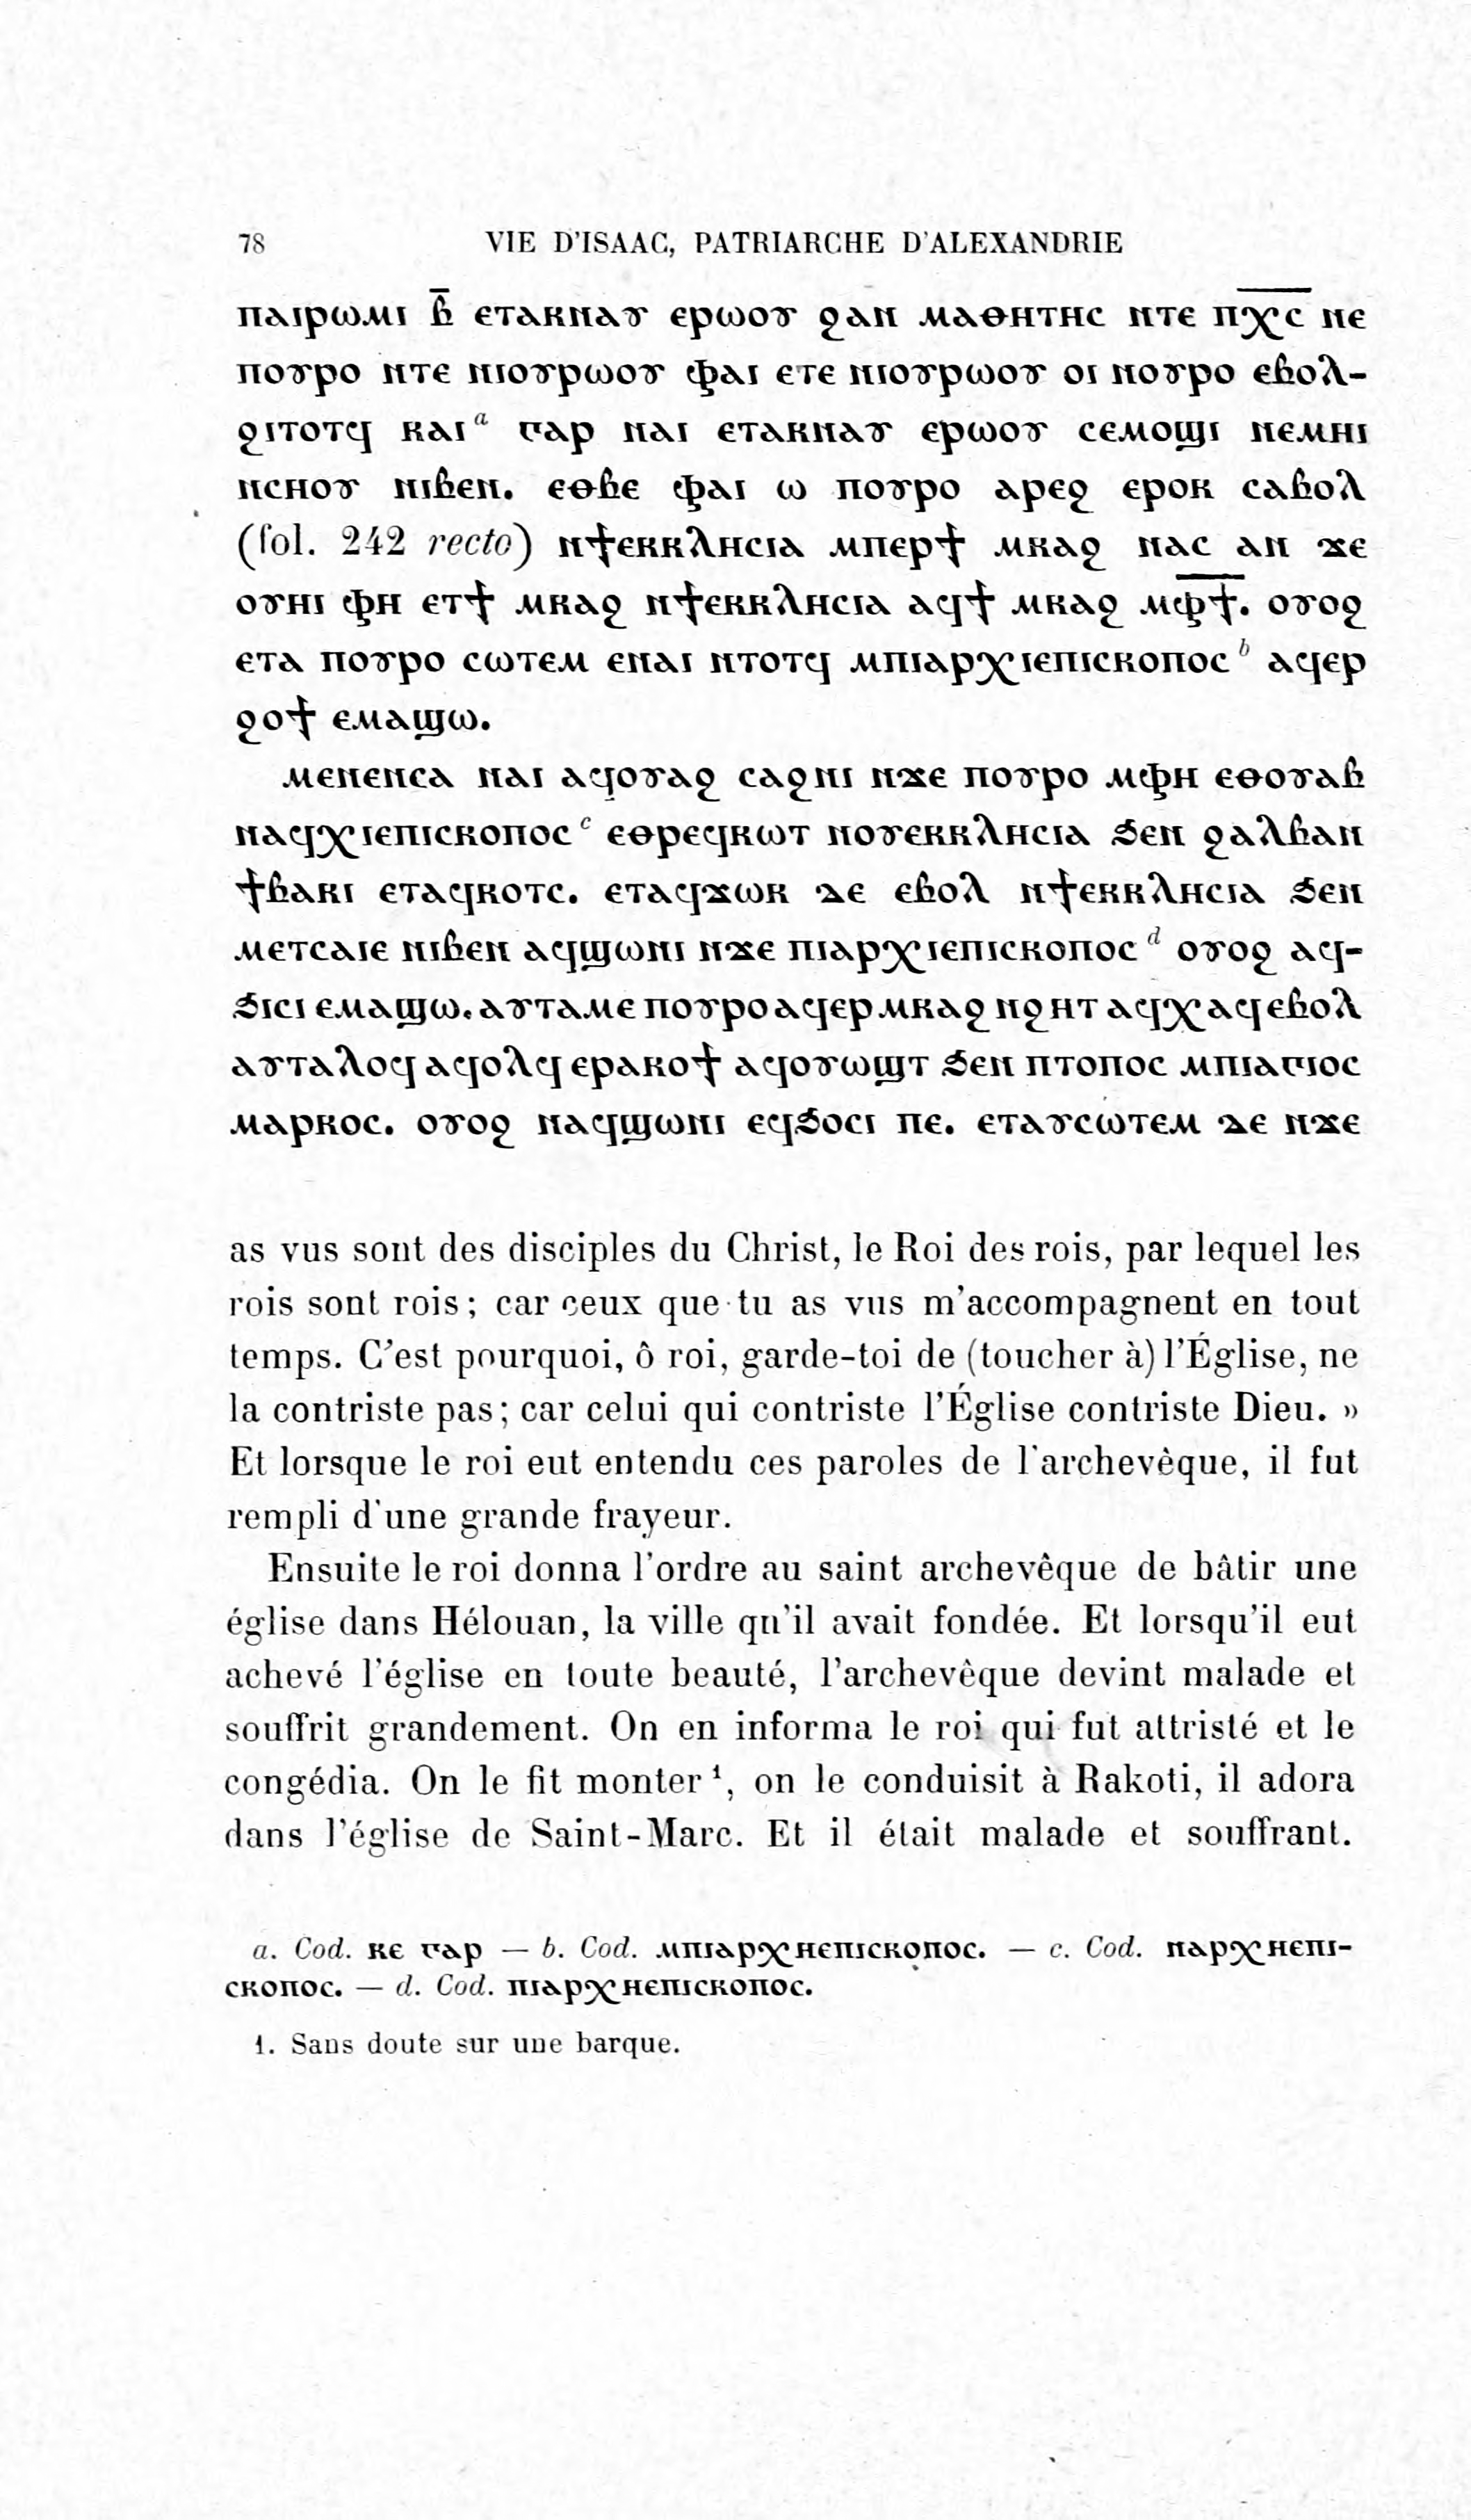 78 VIE D'ISAAC, PATRIARCHE D'ALEXANDRIE
ⲡⲁⲓⲣⲱⲙⲓ ⲃ̅ ⲉⲧⲁⲕⲛⲁⲩ ⲉⲣⲱⲟⲩ ϩⲁⲛ ⲙⲁⲑⲏⲧⲏⲥ ⲛⲧⲉ ⲡ̅ⲭ̅ⲥ̅ ⲛⲉ
ⲡⲟⲩⲣⲟ ⲛⲧⲉ ⲛⲓⲟⲩⲣⲱⲟⲩ ⲫⲁⲓ ⲉⲧⲉ ⲛⲓⲟⲩⲣⲱⲟⲩ ⲟⲓ ⲛⲟⲩⲣⲟ ⲉⲃⲟⲗ-
ϩⲓⲧⲟⲧϥ ⲕⲁⲓ a ⲅⲁⲣ ⲛⲁⲓ ⲉⲧⲁⲕⲛⲁⲩ ⲉⲣⲱⲟⲩ ⲥⲉⲙⲟϣⲓ ⲛⲉⲙⲏⲓ
ⲛⲥⲏⲟⲩ ⲛⲓⲃⲉⲛ. ⲉⲑⲃⲉ ⲫⲁⲓ ⲱ ⲡⲟⲩⲣⲟ ⲁⲣⲉϩ ⲉⲣⲟⲕ ⲥⲁⲃⲟⲗ
(fol. 242 recto) ⲛϯⲉⲕⲕⲗⲏⲥⲓⲁ ⲙⲡⲉⲣϯ ⲙⲕⲁϩ ⲛⲁⲥ ⲁⲛ ϫⲉ
ⲟⲩⲏⲓ ⲫⲏ ⲉⲧϯ ⲙⲕⲁϩ ⲛϯⲉⲕⲕⲗⲏⲥⲓⲁ ⲁϥϯ ⲙⲕⲁϩ ⲙⲫ̅ϯ̅. ⲟⲩⲟϩ
ⲉⲧⲁ ⲡⲟⲩⲣⲟ ⲥⲱⲧⲉⲙ ⲉⲛⲁⲓ ⲛⲧⲟⲧϥ ⲙⲡⲓⲁⲣⲭⲓⲉⲡⲓⲥⲕⲟⲡⲟⲥ b ⲁϥⲉⲣ
ϩⲟϯ ⲉⲙⲁϣⲱ.
ⲙⲉⲛⲉⲛⲥⲁ ⲛⲁⲓ ⲁϥⲟⲩⲁϩ ⲥⲁϩⲛⲓ ⲛϫⲉ ⲡⲟⲩⲣⲟ ⲙⲫⲏ ⲉⲑⲟⲩⲁⲃ
ⲛⲁϥⲭⲓⲉⲡⲓⲥⲕⲟⲡⲟⲥ c ⲉⲑⲣⲉϥⲕⲱⲧ ⲛⲟⲩⲉⲕⲕⲗⲏⲥⲓⲁ ϧⲉⲛ ϩⲁⲗⲃⲁⲛ
ϯⲃⲁⲕⲓ ⲉⲧⲁϥⲕⲟⲧⲥ. ⲉⲧⲁϥϫⲱⲕ ⲇⲉ ⲉⲃⲟⲗ ⲛϯⲉⲕⲕⲗⲏⲥⲓⲁ ϧⲉⲛ
ⲙⲉⲧⲥⲁⲓⲉ ⲛⲓⲃⲉⲛ ⲁϥϣⲱⲛⲓ ⲛϫⲉ ⲡⲓⲁⲣⲭⲓⲉⲡⲓⲥⲕⲟⲡⲟⲥ d ⲟⲩⲟϩ ⲁϥ-
ϧⲓⲥⲓ ⲉⲙⲁϣⲱ. ⲁⲩⲧⲁⲙⲉ ⲡⲟⲩⲣⲟ ⲁϥⲉⲣ ⲙⲕⲁϩ ⲛϩⲏⲧ ⲁϥⲭⲁϥ ⲉⲃⲟⲗ
ⲁⲩⲧⲁⲗⲟϥ ⲁϥⲟⲗϥ ⲉⲣⲁⲕⲟϯ ⲁϥⲟⲩⲱϣⲧ ϧⲉⲛ ⲡⲧⲟⲡⲟⲥ ⲙⲡⲓⲁⲅⲓⲟⲥ
ⲙⲁⲣⲕⲟⲥ. ⲟⲩⲟϩ ⲛⲁϥϣⲱⲛⲓ ⲉϥϧⲟⲥⲓ ⲡⲉ. ⲉⲧⲁⲩⲥⲱⲧⲉⲙ ⲇⲉ ⲛϫⲉ
as vus sont des disciples du Christ, le Roi des rois, par lequel les
rois sont rois; car ceux que tu as vus m'accompagnent en tout
temps. C'est pourquoi, ô roi, garde-toi de (toucher à) l'Église, ne
la contriste pas; car celui qui contriste l'Église contriste Dieu. »
Et lorsque le roi eut entendu ces paroles de l'archevêque, il fut
rempli d'une grande frayeur.
Ensuite le roi donna l'ordre au saint archevêque de bâtir une
église dans Hélouan, la ville qu'il avait fondée. Et lorsqu'il eut
achevé l'église en toute beauté, l'archevêque devint malade et
souffrit grandement. On en informa le roi qui fut attristé et le
congédia. On le fit monter ¹, on le conduisit à Rakoti, il adora
dans l'église de Saint-Marc. Et il était malade et souffrant.
a. Cod. ⲕⲉ ⲅⲁⲣ — b. Cod. ⲙⲡⲓⲁⲣⲭⲏⲉⲡⲓⲥⲕⲟⲡⲟⲥ. — c. Cod. ⲛⲁⲣⲭⲏⲉⲡⲓ-
ⲥⲕⲟⲡⲟⲥ. — d. Cod. ⲡⲓⲁⲣⲭⲏⲉⲡⲓⲥⲕⲟⲡⲟⲥ.
1. Sans doute sur une barque.